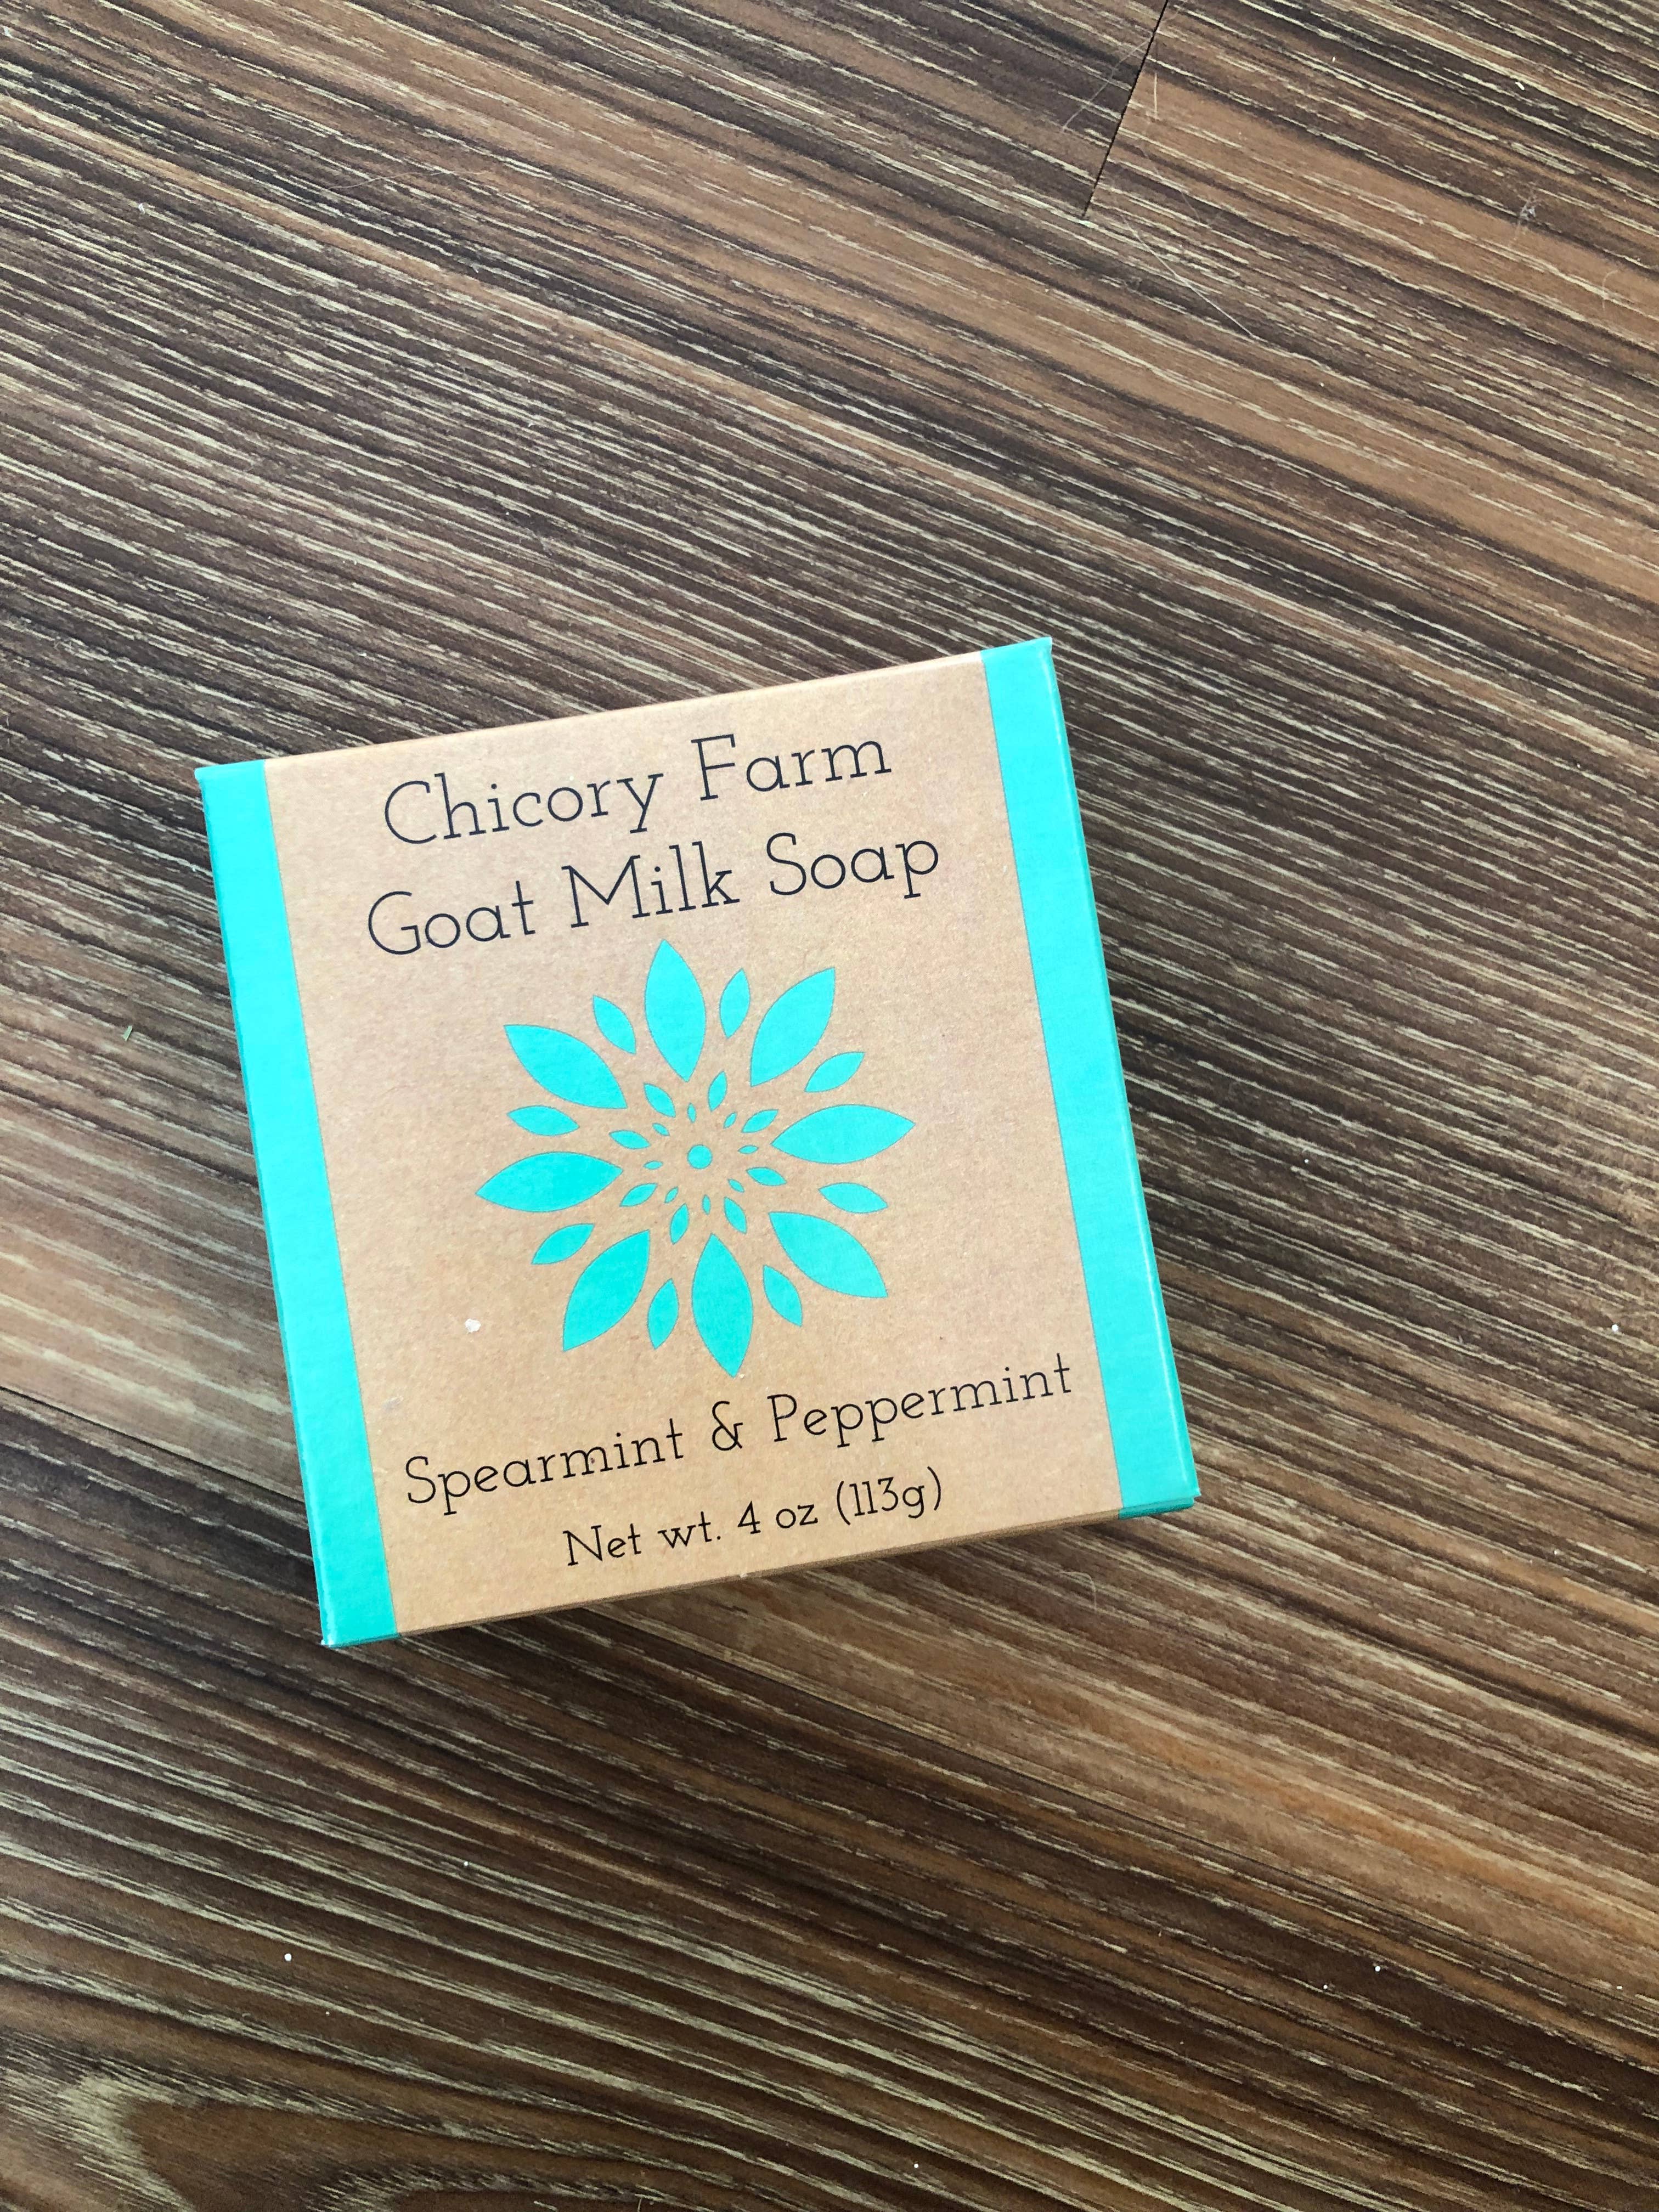 Chicory Farm
Goat Milk Soap
Spearmint & Peppermint
Net wt. 4 oz (113g)